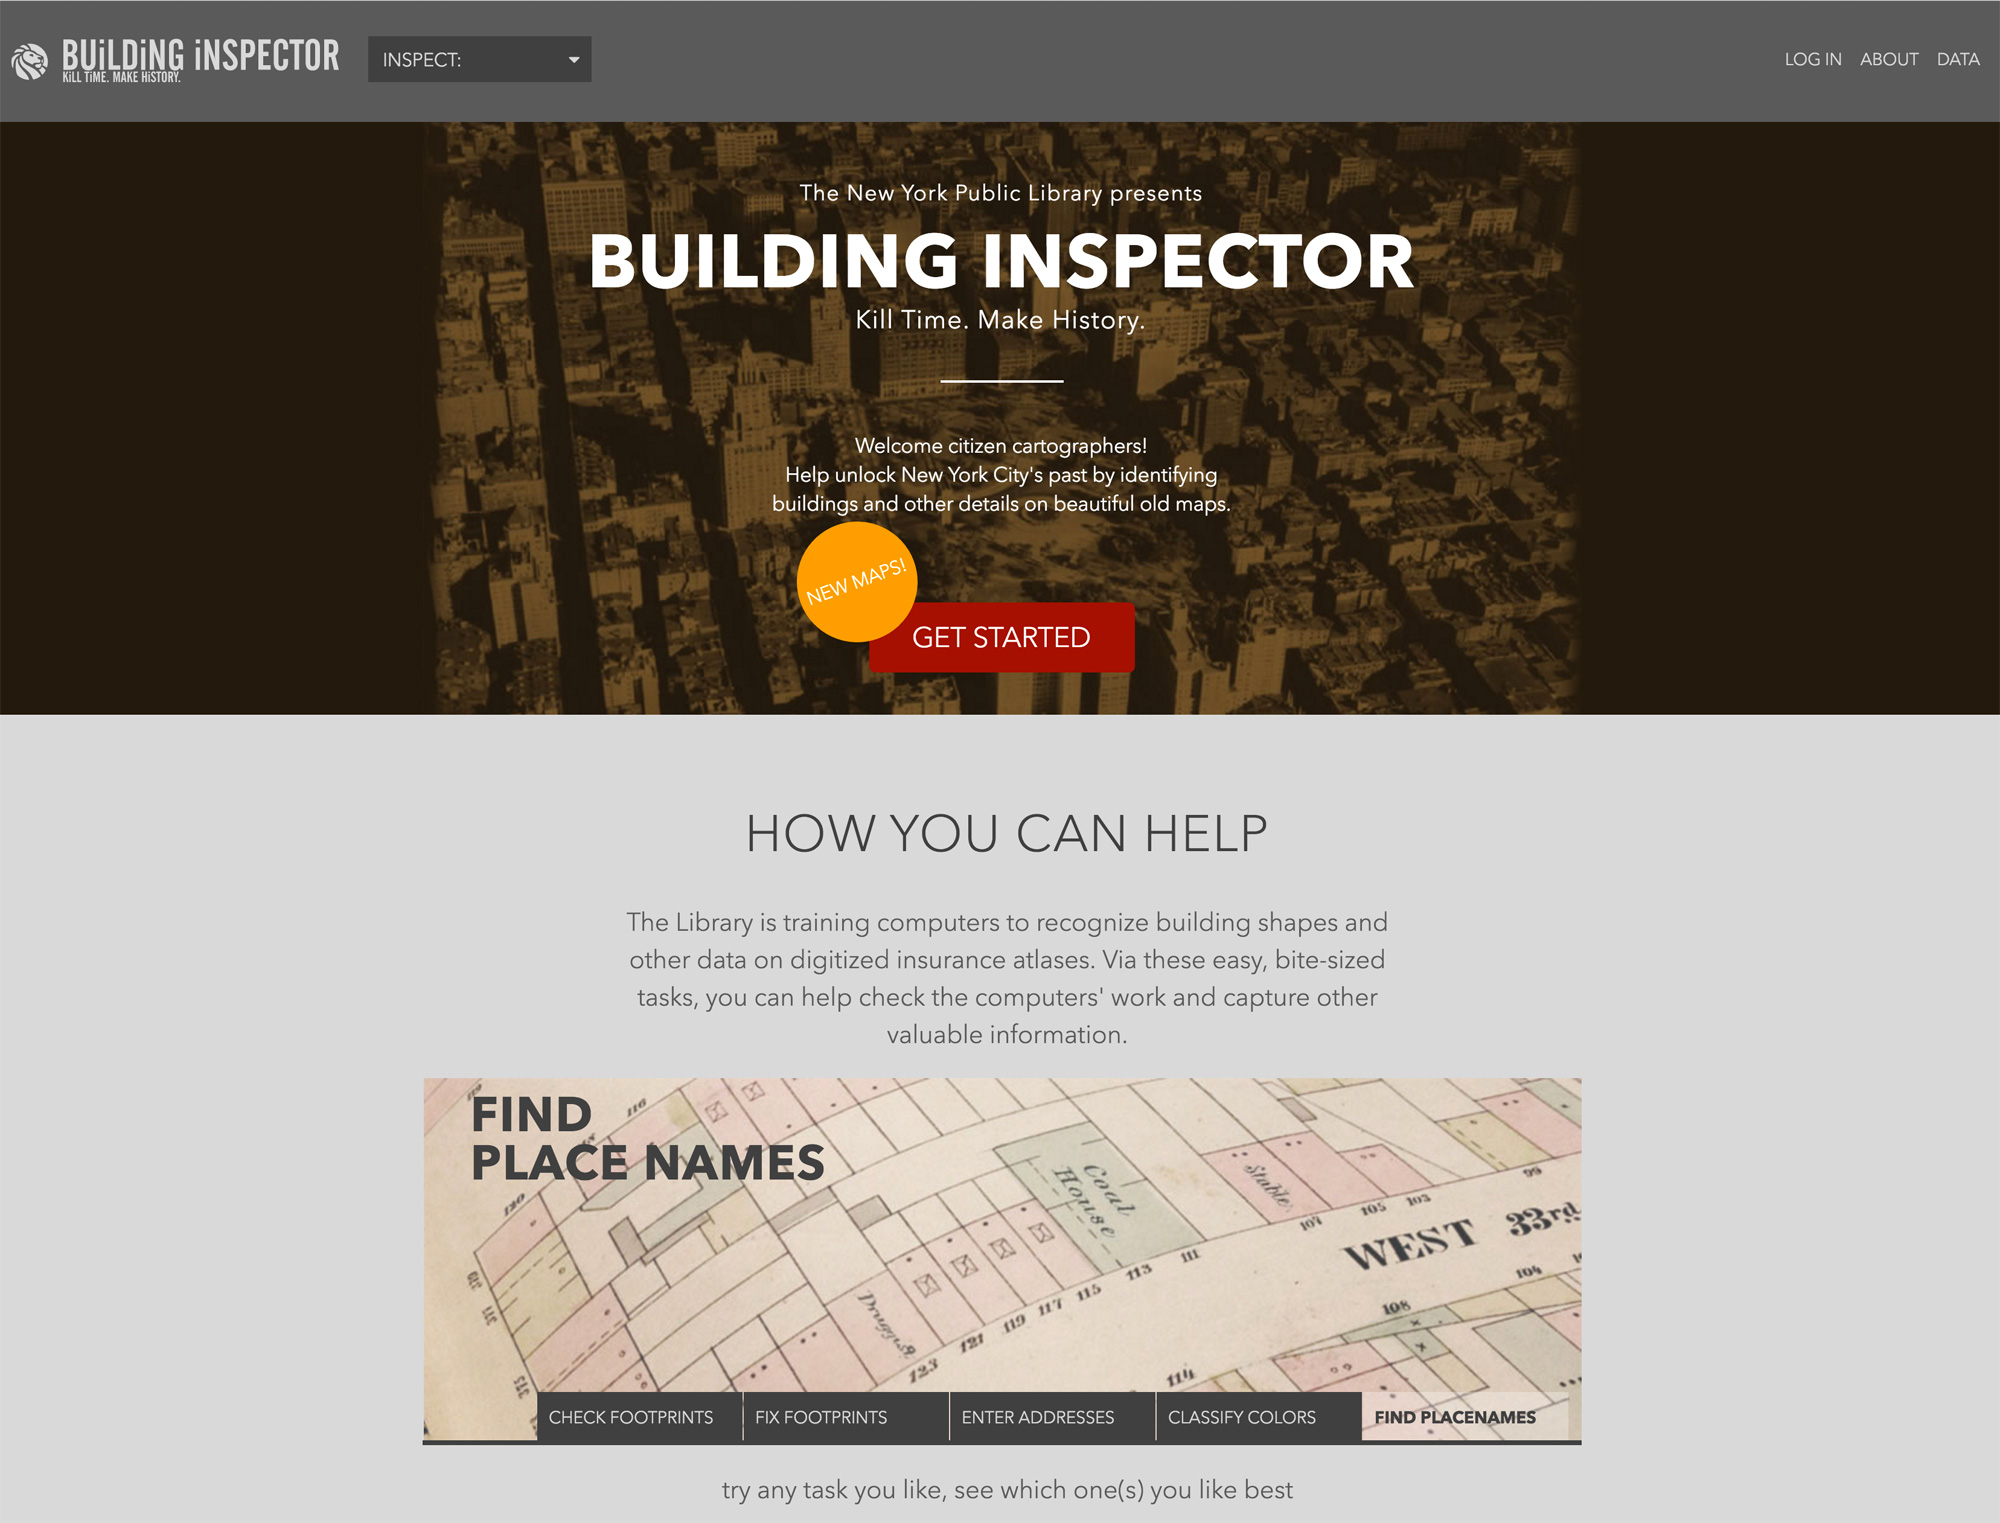 BUiLDiNG iNSPECTOR
KiLL TiME. MAKE HiSTORY.
INSPECT:
LOG IN
ABOUT
DATA
The New York Public Library presents
BUILDING INSPECTOR
Kill Time. Make History.
Welcome citizen cartographers!
Help unlock New York City's past by identifying
buildings and other details on beautiful old maps.
NEW MAPS!
GET STARTED
HOW YOU CAN HELP
The Library is training computers to recognize building shapes and
other data on digitized insurance atlases. Via these easy, bite-sized
tasks, you can help check the computers' work and capture other
valuable information.
FIND
PLACE NAMES
116
120
Coal
House
Stable
99
103
105
107
WEST 33rd
111
113
115
117
119
121
123
Druggist
104
108
114
371
373
CHECK FOOTPRINTS
FIX FOOTPRINTS
ENTER ADDRESSES
CLASSIFY COLORS
FIND PLACENAMES
try any task you like, see which one(s) you like best